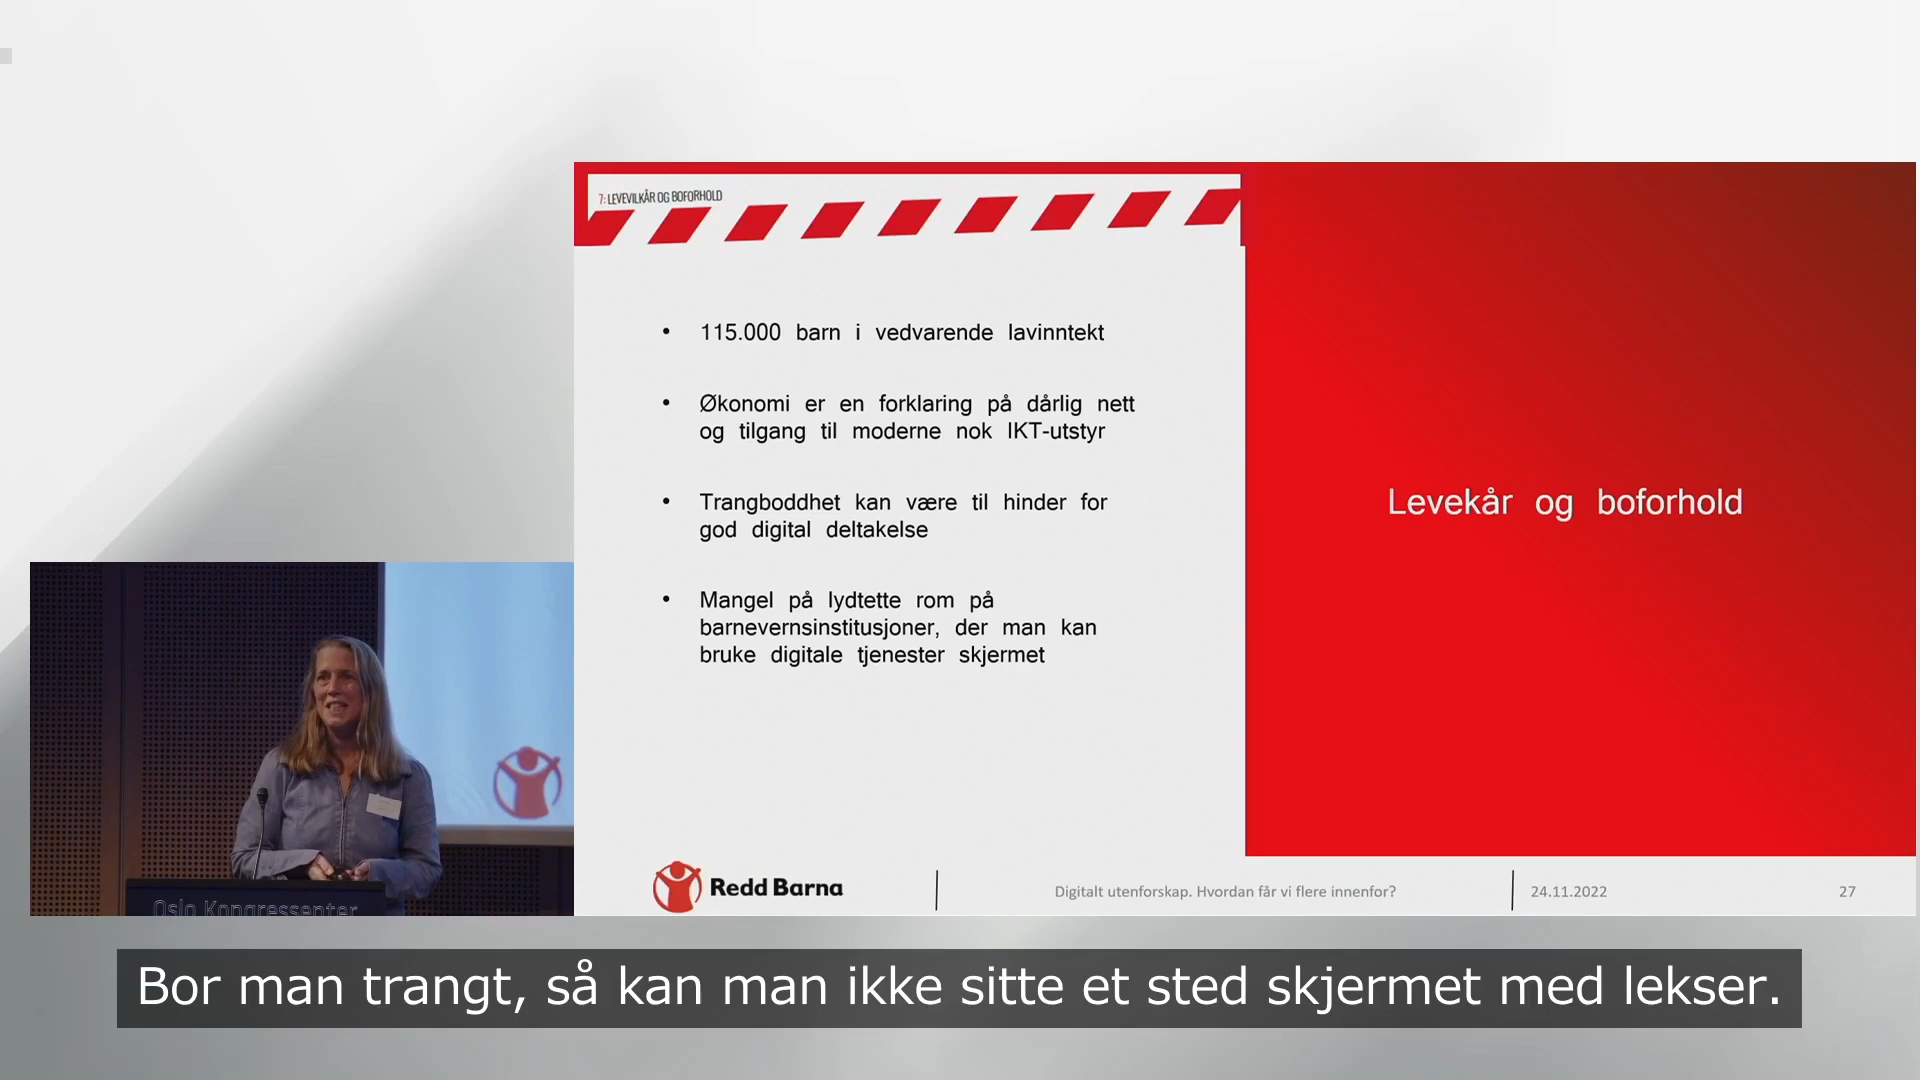 7: LEVEVILKÅR OG BOFORHOLD
• 115.000 barn i vedvarende lavinntekt
• Økonomi er en forklaring på dårlig nett
og tilgang til moderne nok IKT-utstyr
• Trangboddhet kan være til hinder for
god digital deltakelse
• Mangel på lydtette rom på
barnevernsinstitusjoner, der man kan
bruke digitale tjenester skjermet
Levekår og boforhold
Redd Barna
Digitalt utenforskap. Hvordan får vi flere innenfor?
24.11.2022
27
Oslo Kongressenter
Bor man trangt, så kan man ikke sitte et sted skjermet med lekser.